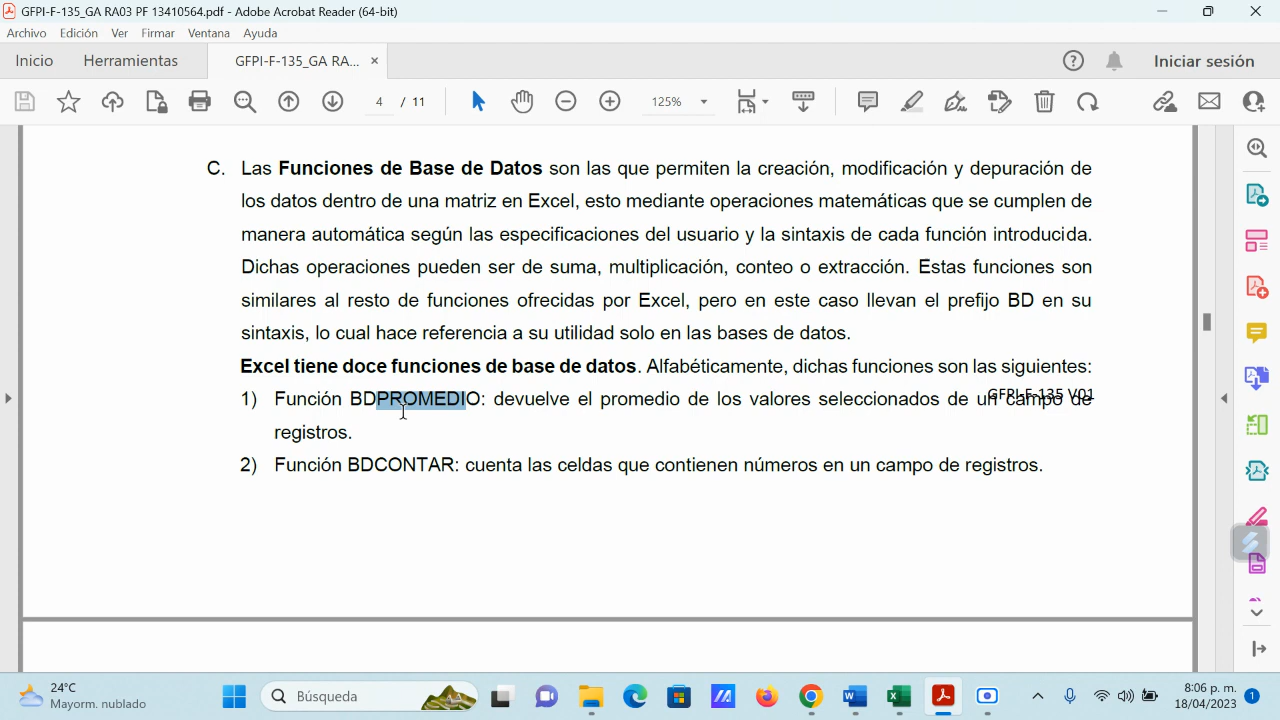 GFPI-F-135_GA RA03 PF 13410564.pdf - Adobe Acrobat Reader (64-bit)
Archivo Edición Ver Firmar Ventana Ayuda
Inicio Herramientas GFPI-F-135_GA RA... × Iniciar sesión
4 / 11 125%
C. Las Funciones de Base de Datos son las que permiten la creación, modificación y depuración de
los datos dentro de una matriz en Excel, esto mediante operaciones matemáticas que se cumplen de
manera automática según las especificaciones del usuario y la sintaxis de cada función introducida.
Dichas operaciones pueden ser de suma, multiplicación, conteo o extracción. Estas funciones son
similares al resto de funciones ofrecidas por Excel, pero en este caso llevan el prefijo BD en su
sintaxis, lo cual hace referencia a su utilidad solo en las bases de datos.
Excel tiene doce funciones de base de datos. Alfabéticamente, dichas funciones son las siguientes:
1) Función BDPROMEDIO: devuelve el promedio de los valores seleccionados de un campo de
GFPI-F-135 V01
registros.
2) Función BDCONTAR: cuenta las celdas que contienen números en un campo de registros.
24°C
Mayorm. nublado
Búsqueda
8:06 p. m.
18/04/2023
1